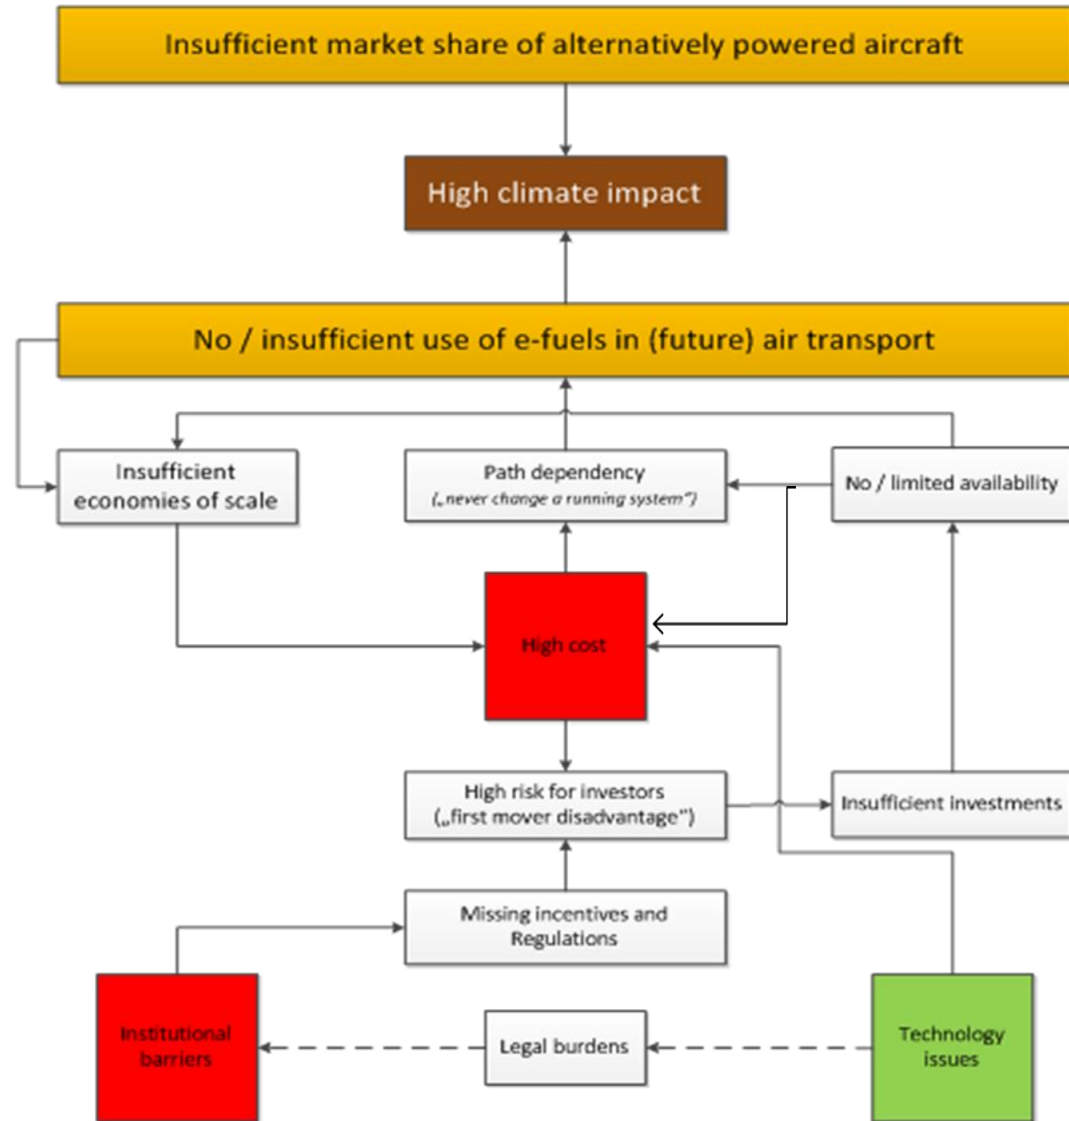 Insufficient market share of alternatively powered aircraft
High climate impact
No / insufficient use of e-fuels in (future) air transport
Insufficient
economies of scale
Path dependency
(„never change a running system“)
No / limited availability
High cost
High risk for investors
(„first mover disadvantage“)
Insufficient investments
Missing incentives and
Regulations
Institutional
barriers
Legal burdens
Technology
issues